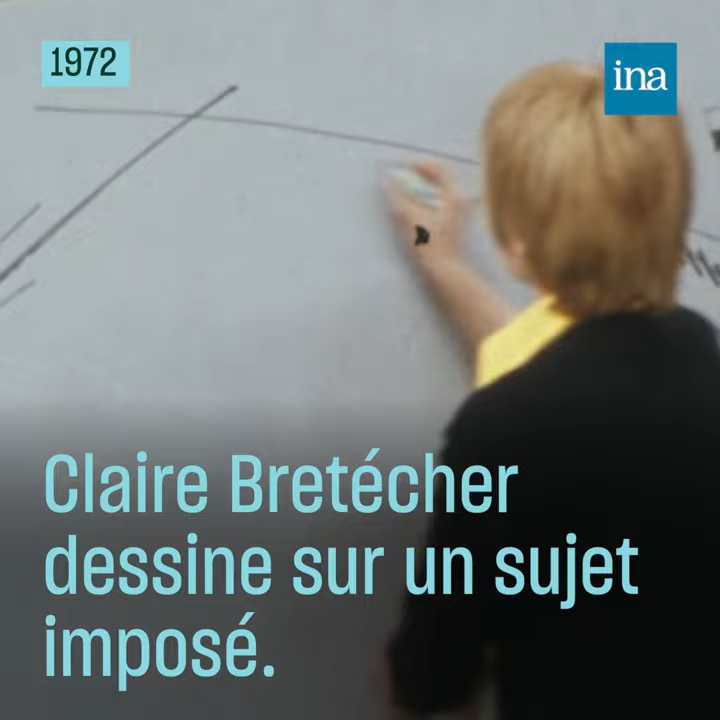 1972
ina
Claire Bretécher
dessine sur un sujet
imposé.